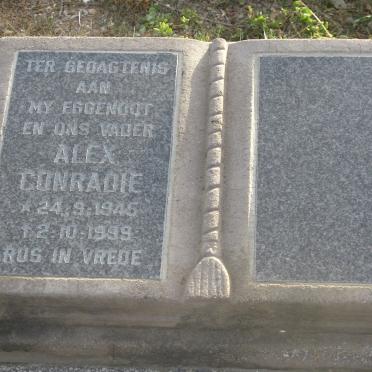 TER GEDAGTENIS
AAN
MY EGGENOOT
EN ONS VADER
ALEX
CONRADIE
* 24.9.1945
† 2.10.1999
RUS IN VREDE